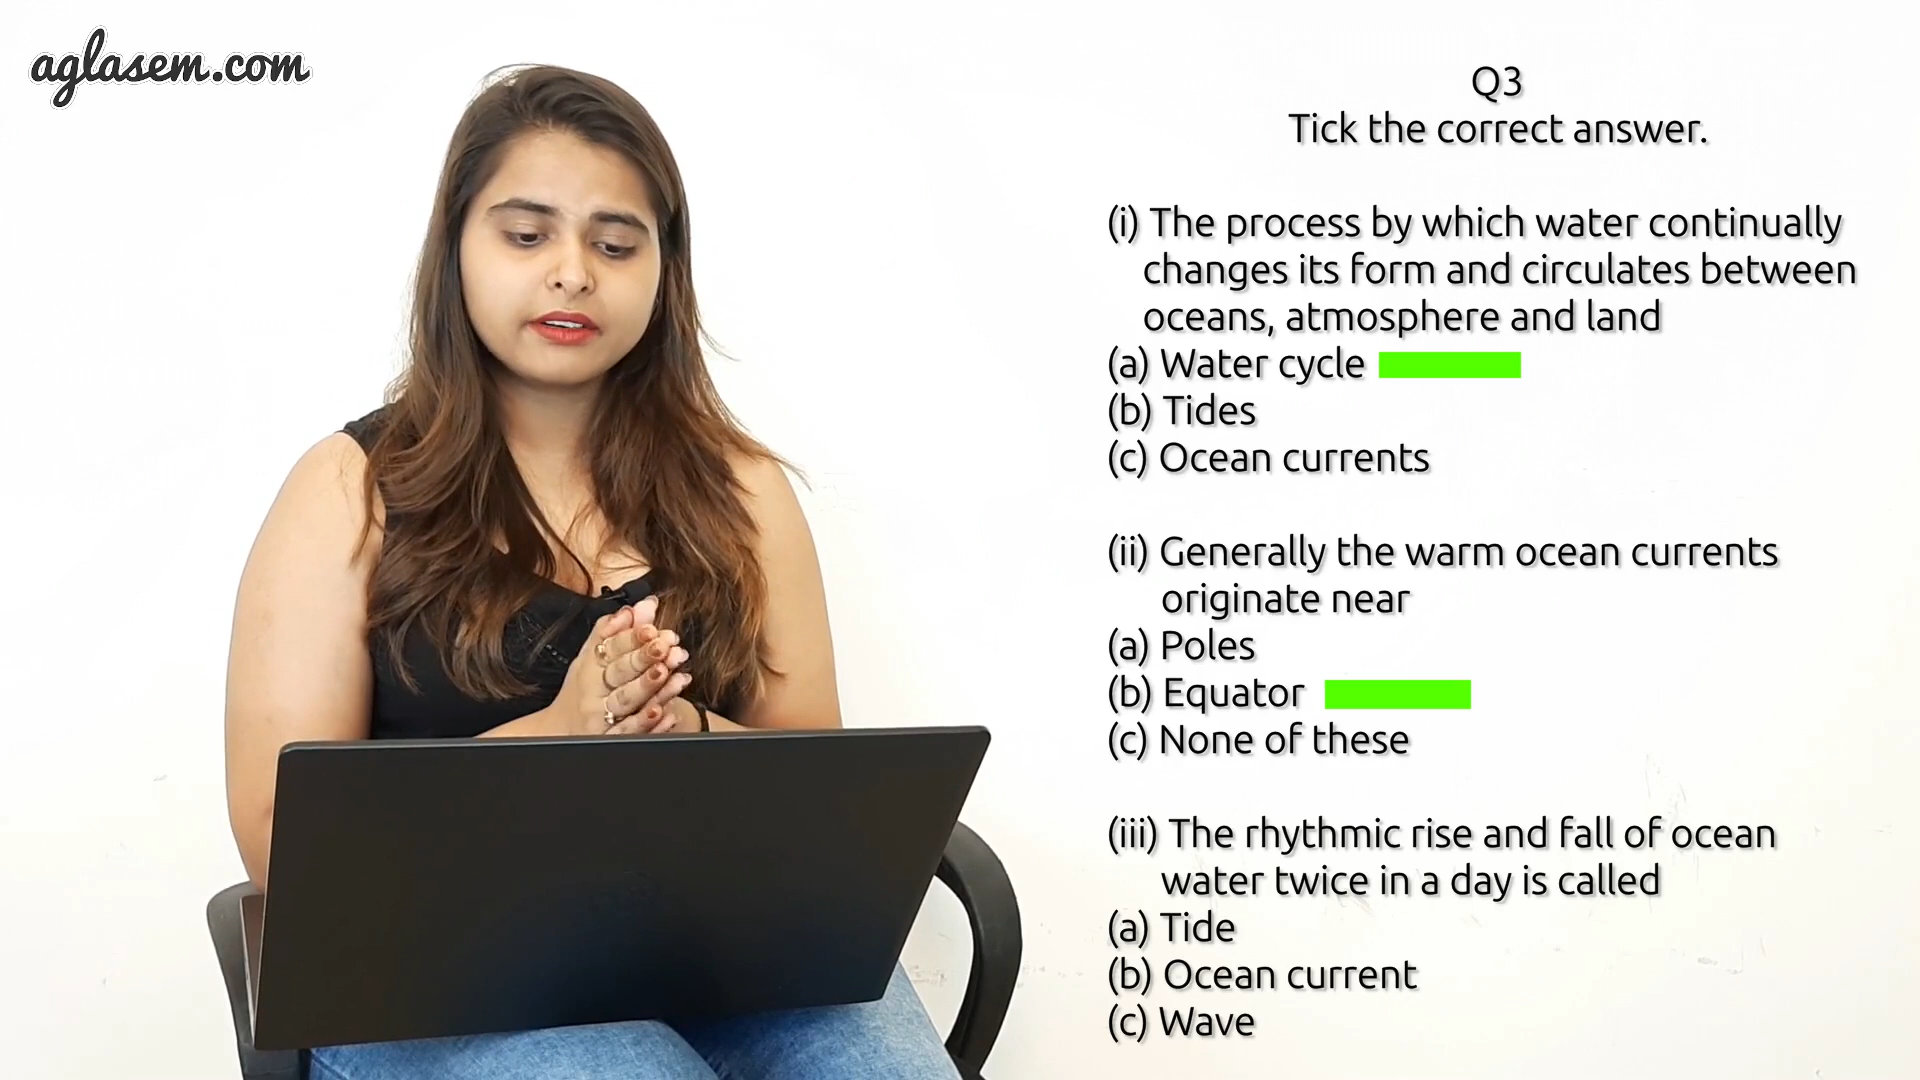 aglasem.com
Q3
Tick the correct answer.
(i) The process by which water continually
changes its form and circulates between
oceans, atmosphere and land
(a) Water cycle
(b) Tides
(c) Ocean currents
(ii) Generally the warm ocean currents
originate near
(a) Poles
(b) Equator
(c) None of these
(iii) The rhythmic rise and fall of ocean
water twice in a day is called
(a) Tide
(b) Ocean current
(c) Wave